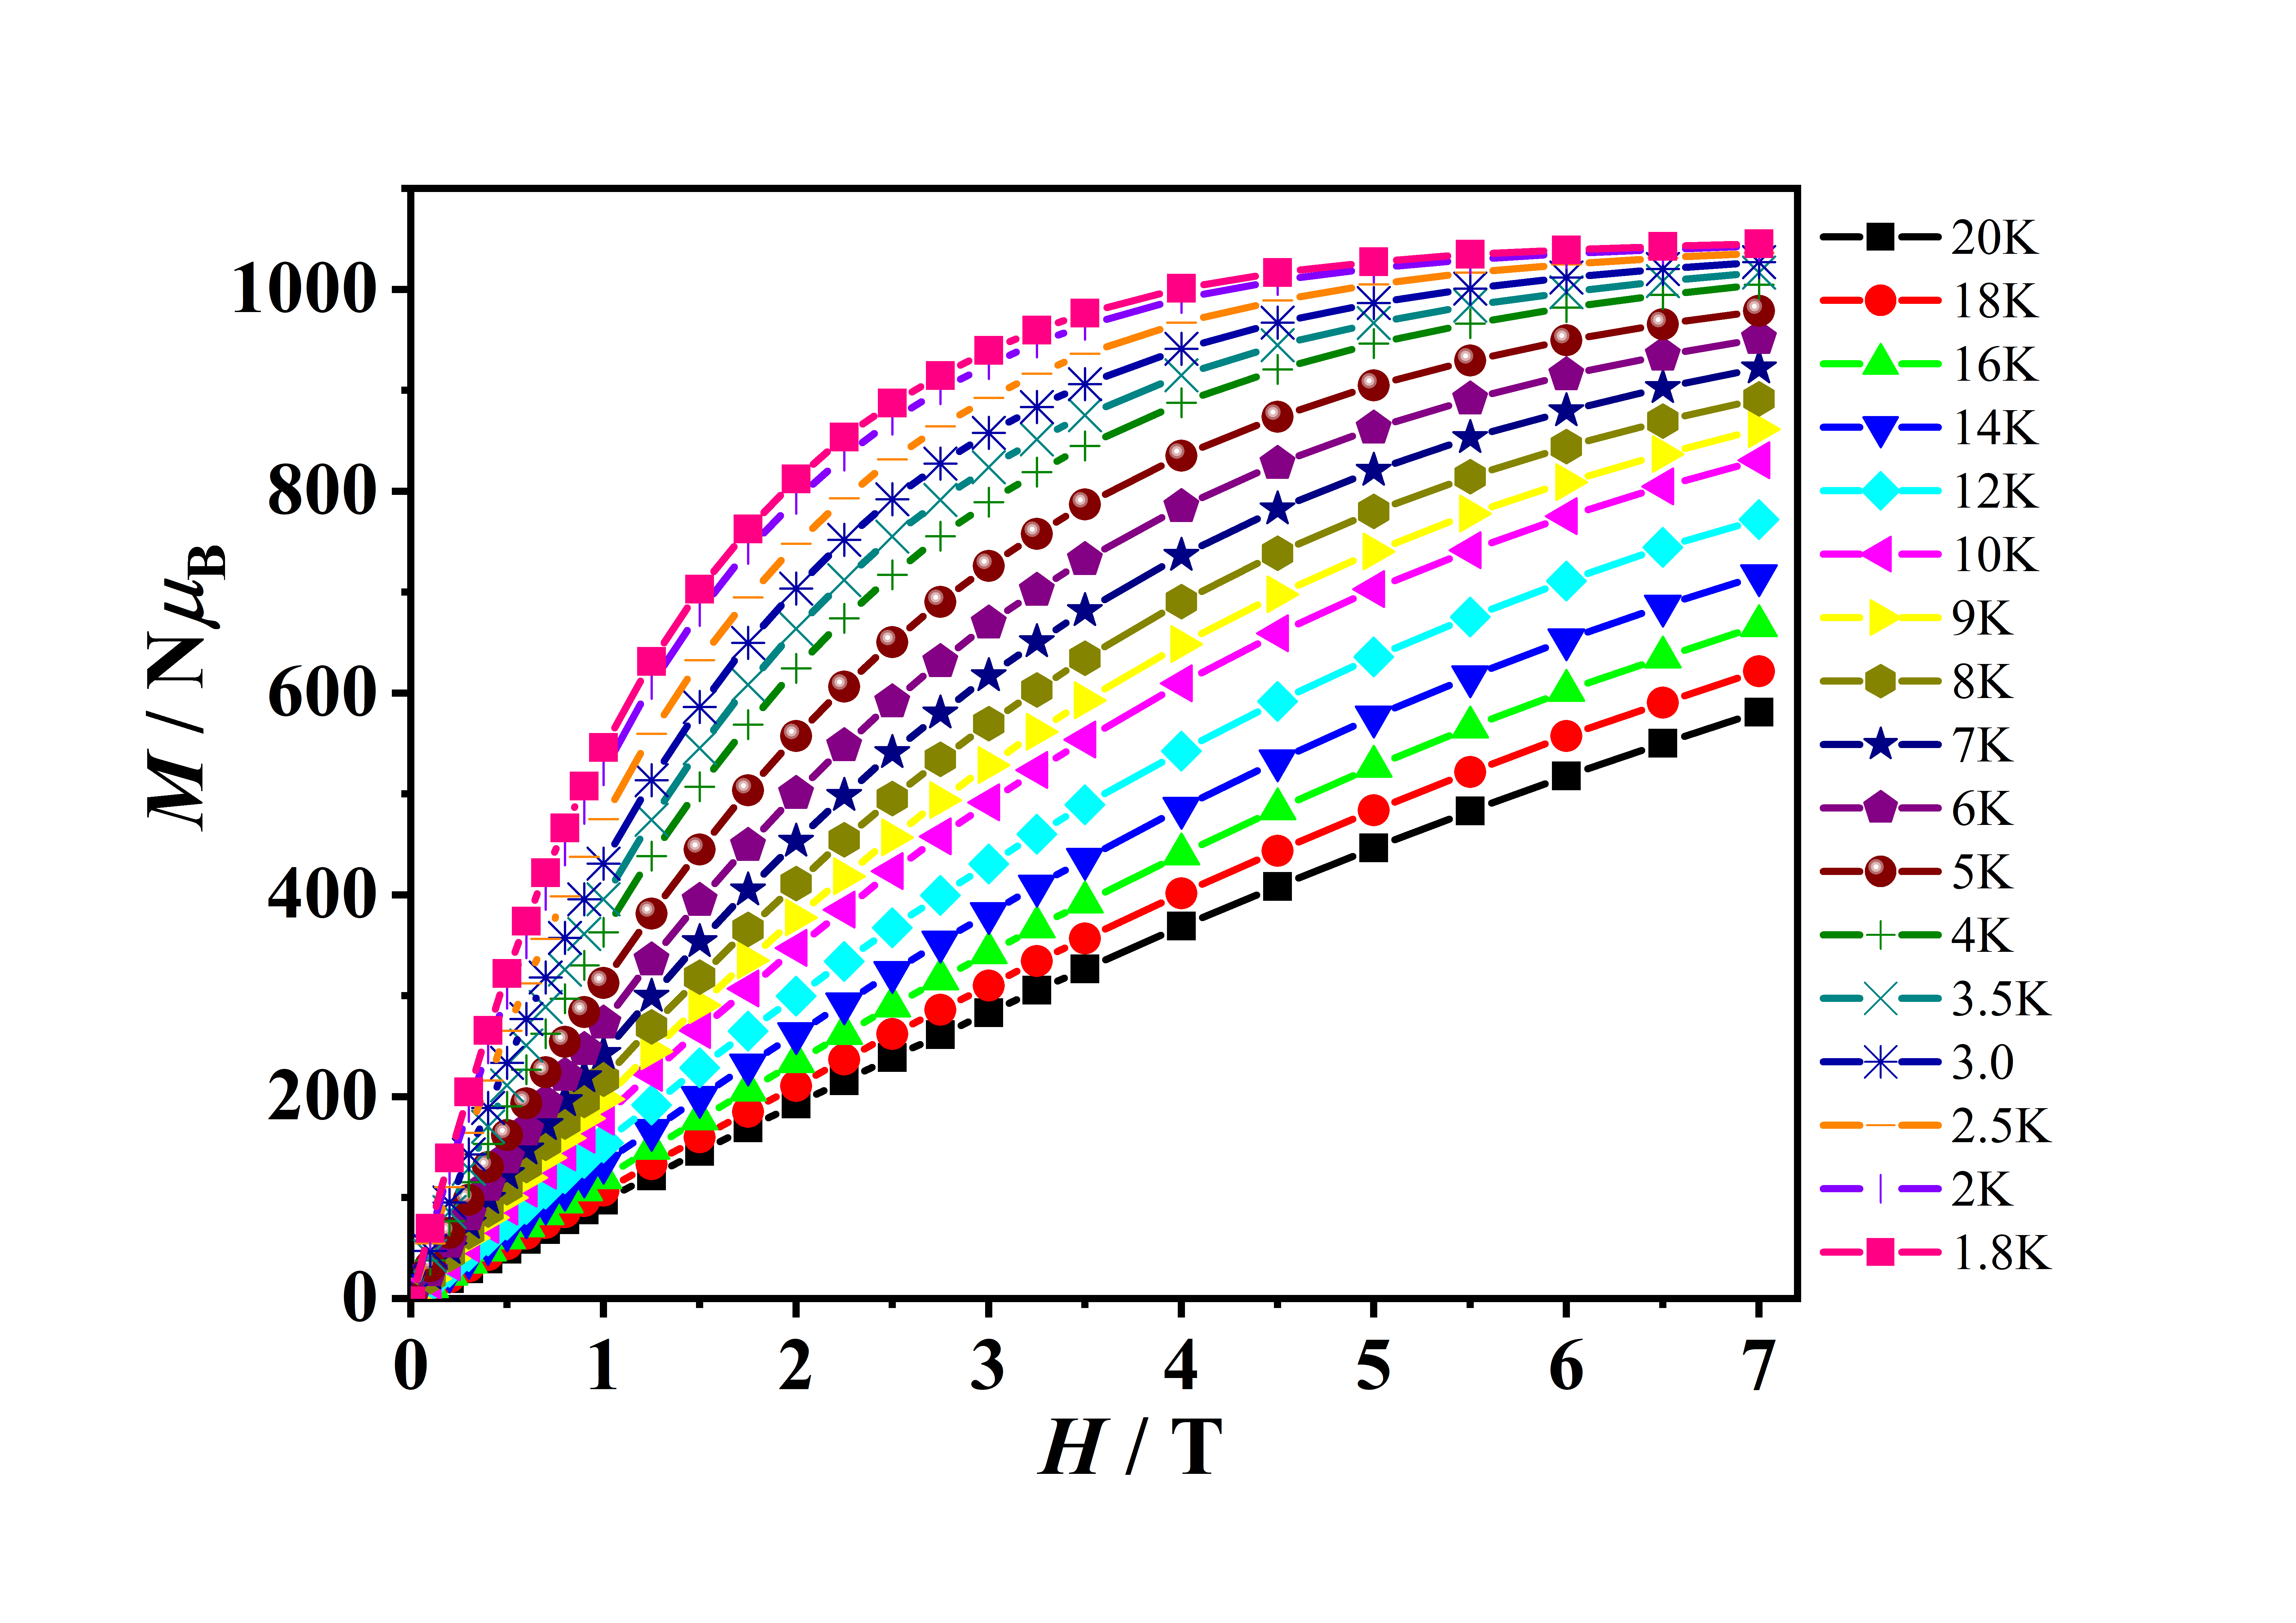 M / NμB
1000
800
600
400
200
0
0 1 2 3 4 5 6 7
H / T
20K
18K
16K
14K
12K
10K
9K
8K
7K
6K
5K
4K
3.5K
3.0
2.5K
2K
1.8K